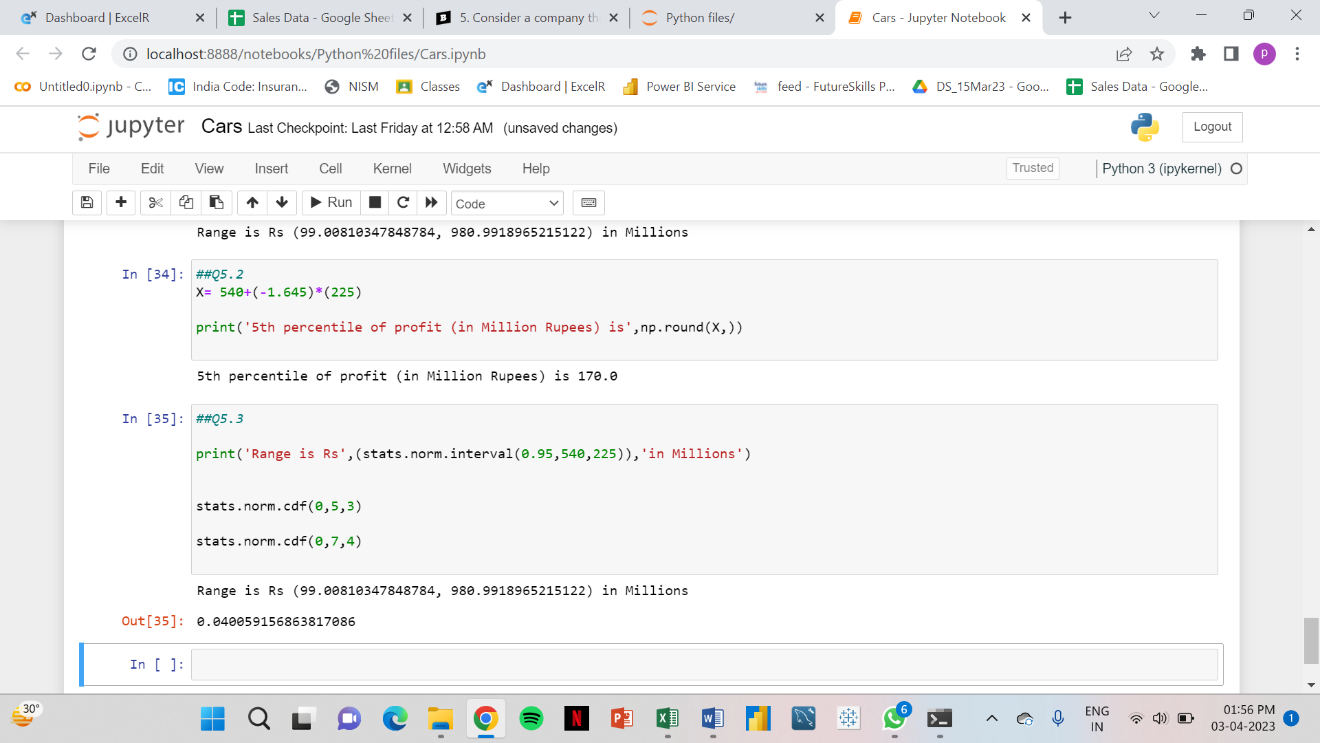 Dashboard | ExcelR
Sales Data - Google Sheet
5. Consider a company th
Python files/
Cars - Jupyter Notebook
localhost:8888/notebooks/Python%20files/Cars.ipynb
P
Untitled0.ipynb - C...
India Code: Insuran...
NISM
Classes
Dashboard | ExcelR
Power BI Service
feed - FutureSkills P...
DS_15Mar23 - Goo...
Sales Data - Google...
jupyter Cars Last Checkpoint: Last Friday at 12:58 AM (unsaved changes)
Logout
File Edit View Insert Cell Kernel Widgets Help
Trusted
Python 3 (ipykernel)
Run
Code
Range is Rs (99.00810347848784, 980.9918965215122) in Millions
In [34]:
##Q5.2
X= 540+(-1.645)*(225)
print('5th percentile of profit (in Million Rupees) is',np.round(X,))
5th percentile of profit (in Million Rupees) is 170.0
In [35]:
##Q5.3
print('Range is Rs',(stats.norm.interval(0.95,540,225)),'in Millions')
stats.norm.cdf(0,5,3)
stats.norm.cdf(0,7,4)
Range is Rs (99.00810347848784, 980.9918965215122) in Millions
Out[35]: 0.040059156863817086
In [ ]:
30°
6
ENG
IN
01:56 PM
03-04-2023
1